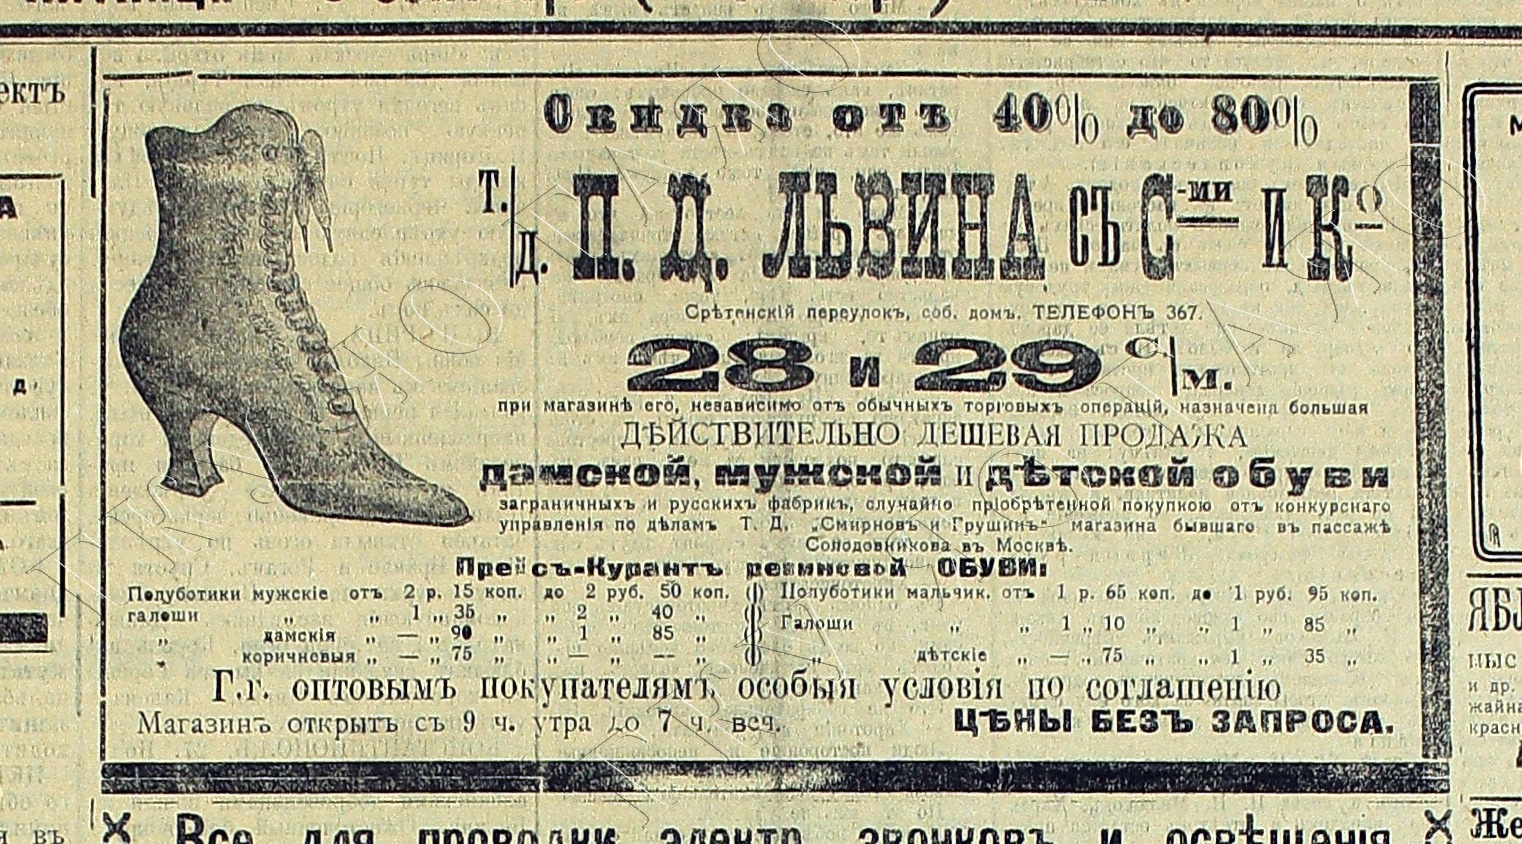 Скидка отъ 40% до 80%
Т./Д. П. Д. ЛЬВИНА съ С-ми и К-о
Срѣтенскій переулокъ, соб. домъ. ТЕЛЕФОНЪ 367.
28 и 29 с/м.
при магазинѣ его, независимо отъ обычныхъ торговыхъ операцій, назначена большая
ДѢЙСТВИТЕЛЬНО ДЕШЕВАЯ ПРОДАЖА
дамской, мужской и дѣтской обуви
заграничныхъ и русскихъ фабрикъ, случайно пріобрѣтенной покупкою отъ конкурснаго
управленія по дѣламъ Т. Д. „Смирновъ и Грушинъ" магазина бывшаго въ пассажѣ
Солодовникова въ Москвѣ.
Прейсъ-Курантъ резиновой ОБУВИ:
Полуботики мужскіе отъ 2 р. 15 коп. до 2 руб. 50 коп.
галоши „ „ 1 „ 35 „ „ 2 „ 40 „
„ дамскія „ — „ 90 „ „ 1 „ 85 „
„ коричневыя „ — „ 75 „ „ — „ — „
Полуботики мальчик. отъ 1 р. 65 коп. до 1 руб. 95 коп.
Галоши „ „ 1 „ 10 „ „ 1 „ 85 „
„ дѣтскіе „ — „ 75 „ „ 1 „ 35 „
Г.г. оптовымъ покупателямъ особыя условія по соглашенію
Магазинъ открытъ съ 9 ч. утра до 7 ч. веч.
ЦѢНЫ БЕЗЪ ЗАПРОСА.
Все для проводки электр. звонковъ и освѣщенія